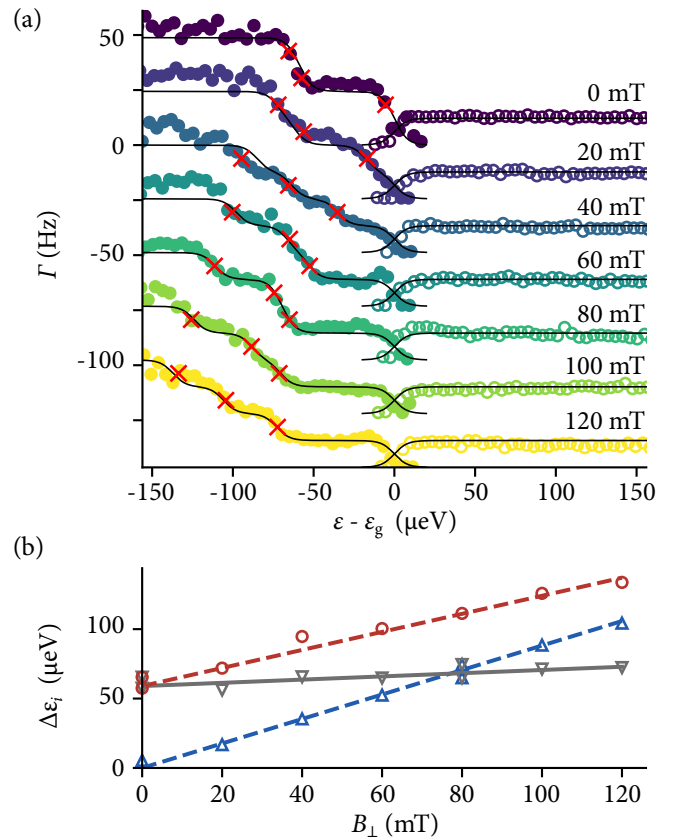 (a)
50
0
-50
-100
Γ (Hz)
0 mT
20 mT
40 mT
60 mT
80 mT
100 mT
120 mT
-150 -100 -50 0 50 100 150
ε - εg (µeV)
(b)
100
50
0
Δεi (µeV)
0 20 40 60 80 100 120
B⊥ (mT)